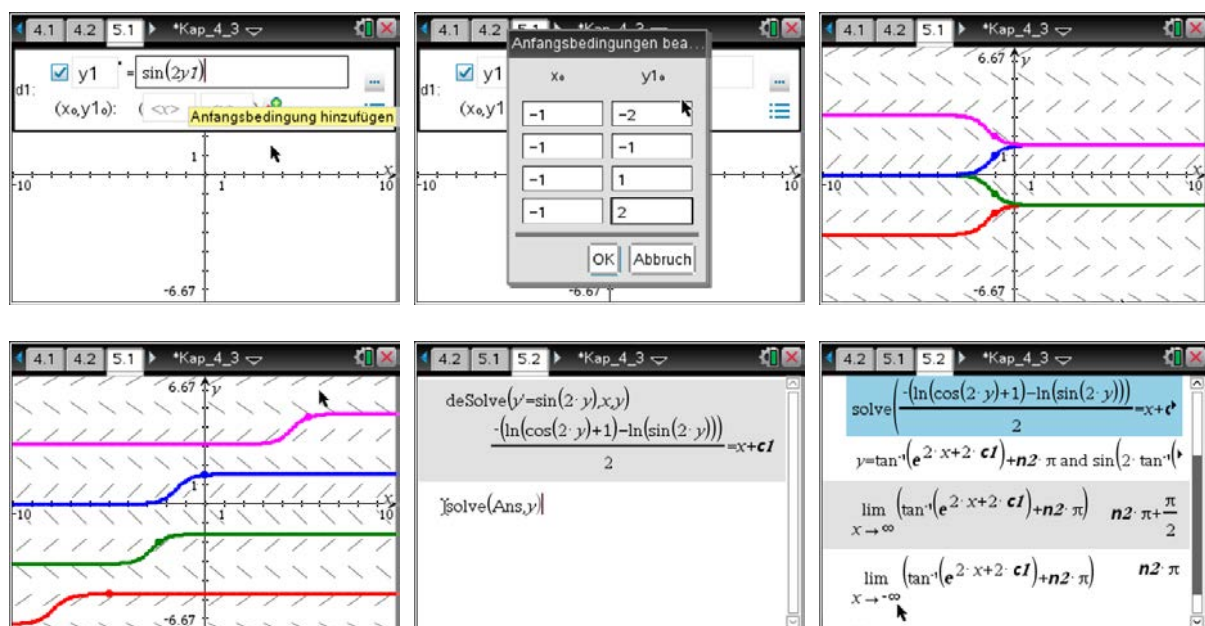 4.1 4.2 5.1 *Kap_4_3
d1: y1 ' = sin(2y1)
(x₀,y1₀): ( <x>
Anfangsbedingung hinzufügen
1
-10 1 10 x
-6.67
4.1 4.2 *Kap_4_3
Anfangsbedingungen bea...
d1: y1
(x₀,y1
x₀ y1₀
-1 -2
-1 -1
-1 1
-1 2
OK Abbruch
-10 10 x
-6.67
4.1 4.2 5.1 *Kap_4_3
6.67 y
1
-10 1 10 x
-6.67
4.1 4.2 5.1 *Kap_4_3
6.67 y
1
-10 1 10 x
-6.67
4.2 5.1 5.2 *Kap_4_3
deSolve(y'=sin(2·y),x,y)
-(ln(cos(2·y)+1)-ln(sin(2·y)))/2=x+c1
solve(Ans,y)
4.2 5.1 5.2 *Kap_4_3
solve(-(ln(cos(2·y)+1)-ln(sin(2·y)))/2=x+c
y=tan⁻¹(e^(2·x+2·c1))+n2·π and sin(2·tan⁻¹(
lim x→∞ (tan⁻¹(e^(2·x+2·c1))+n2·π) n2·π+π/2
lim x→-∞ (tan⁻¹(e^(2·x+2·c1))+n2·π) n2·π